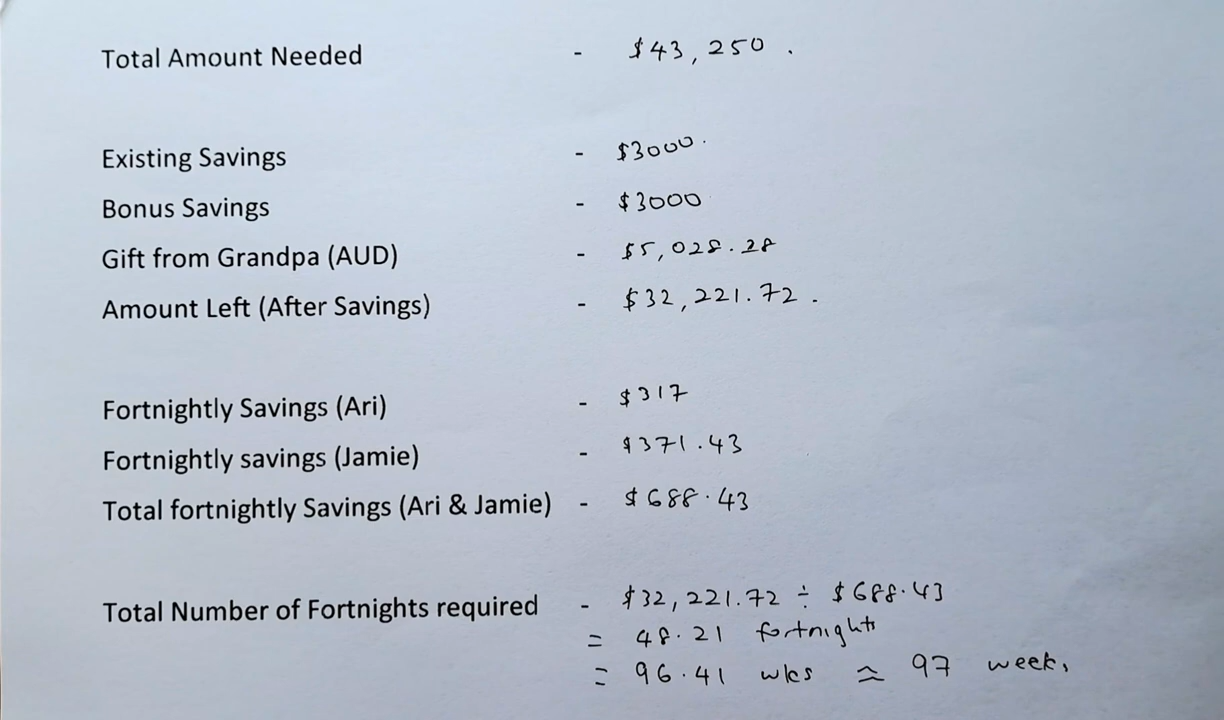 Total Amount Needed - $43,250.
Existing Savings - $3000.
Bonus Savings - $3000
Gift from Grandpa (AUD) - $5,028.28
Amount Left (After Savings) - $32,221.72.
Fortnightly Savings (Ari) - $317
Fortnightly savings (Jamie) - $371.43
Total fortnightly Savings (Ari & Jamie) - $688.43
Total Number of Fortnights required - $32,221.72 ÷ $688.43
= 48.21 fortnights
= 96.41 wks ≈ 97 weeks